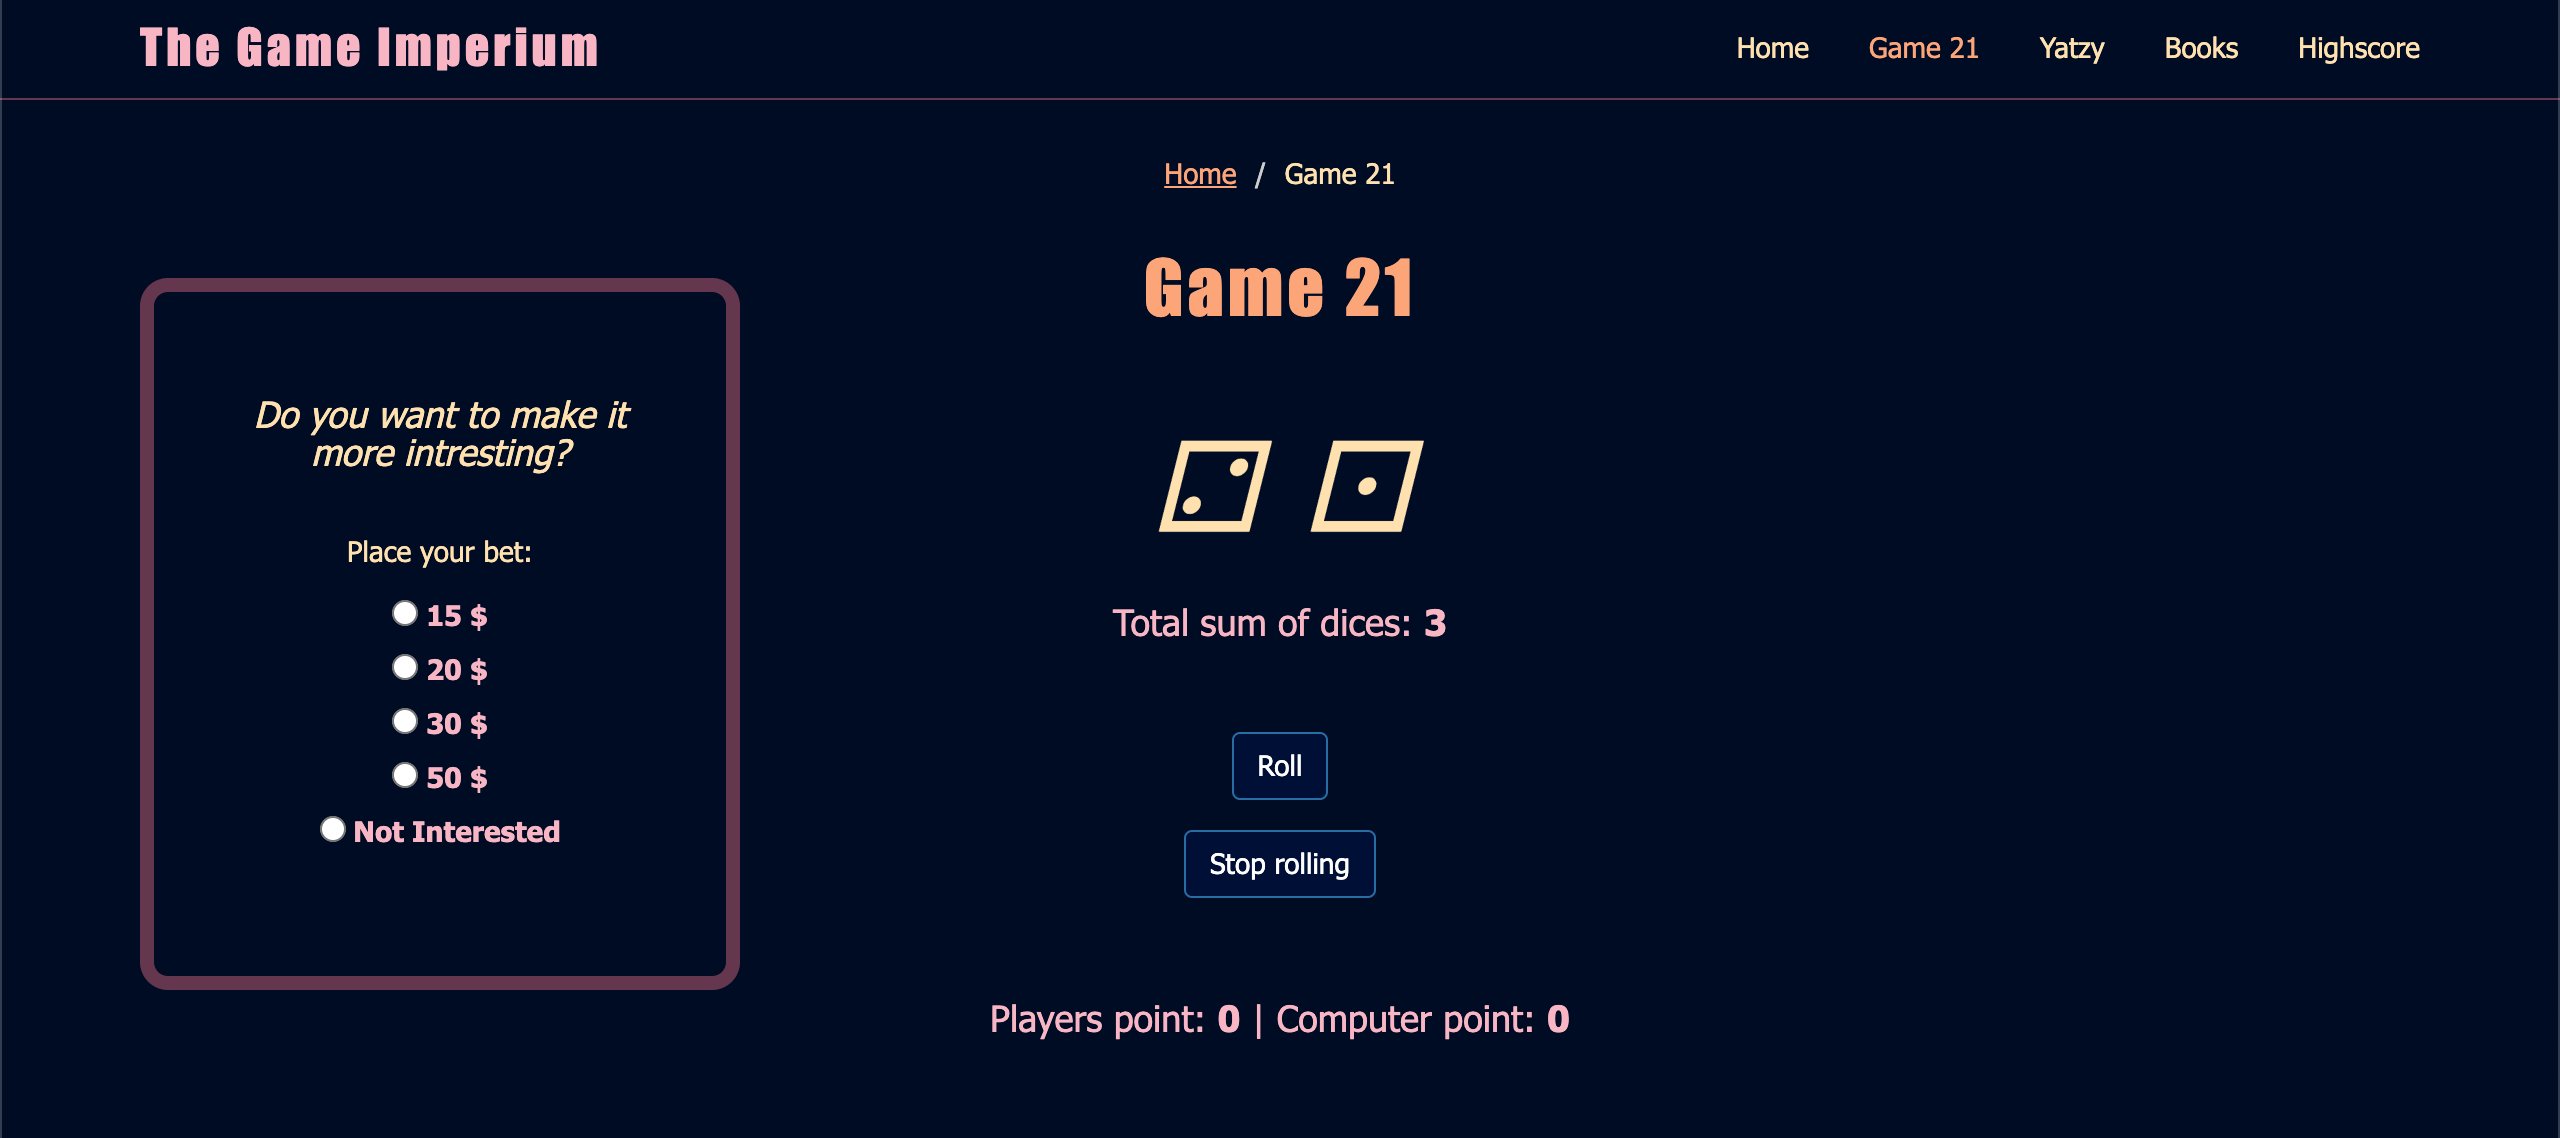 The Game Imperium
Home Game 21 Yatzy Books Highscore
Home / Game 21
Game 21
Do you want to make it
more intresting?
Place your bet:
15 $
20 $
30 $
50 $
Not Interested
Total sum of dices: 3
Roll
Stop rolling
Players point: 0 | Computer point: 0